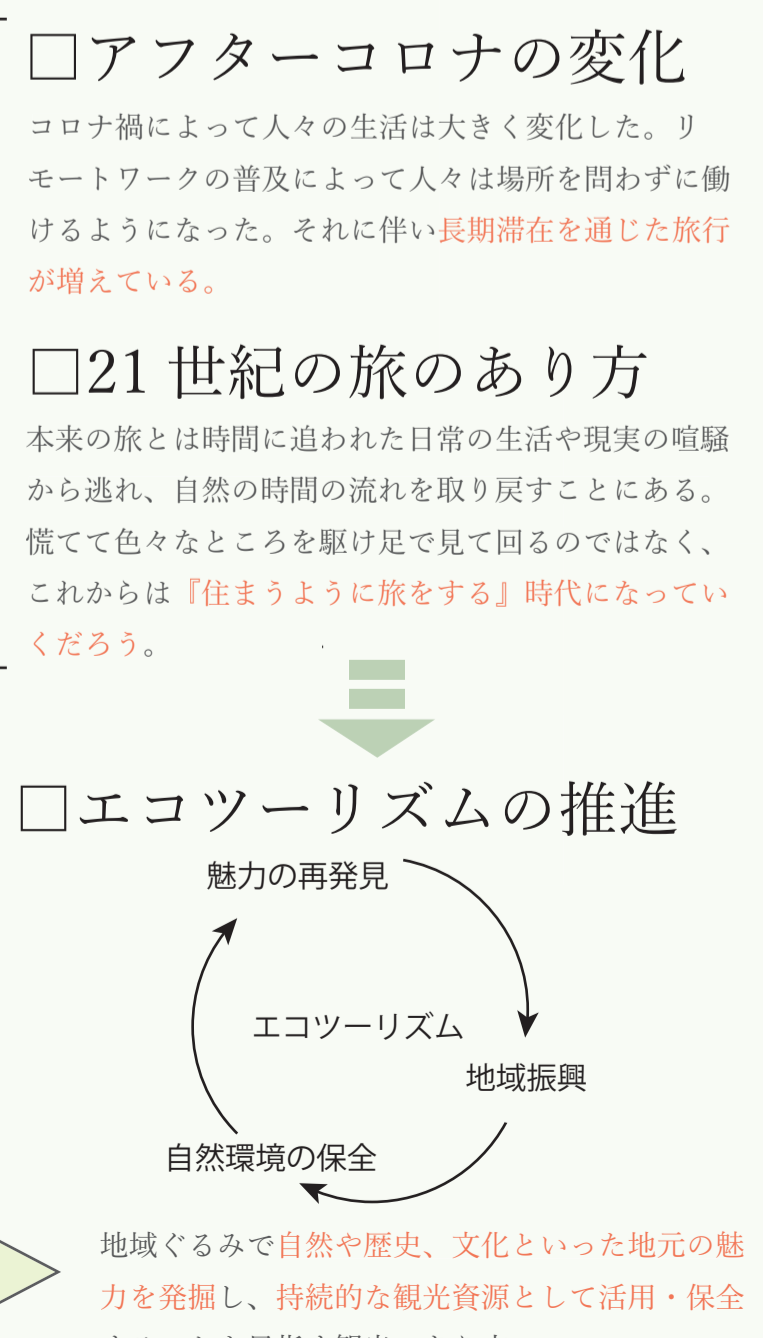 □アフターコロナの変化
コロナ禍によって人々の生活は大きく変化した。リ
モートワークの普及によって人々は場所を問わずに働
けるようになった。それに伴い長期滞在を通じた旅行
が増えている。
□21 世紀の旅のあり方
本来の旅とは時間に追われた日常の生活や現実の喧騒
から逃れ、自然の時間の流れを取り戻すことにある。
慌てて色々なところを駆け足で見て回るのではなく、
これからは『住まうように旅をする』時代になってい
くだろう。
□エコツーリズムの推進
魅力の再発見
エコツーリズム
地域振興
自然環境の保全
地域ぐるみで自然や歴史、文化といった地元の魅
力を発掘し、持続的な観光資源として活用・保全